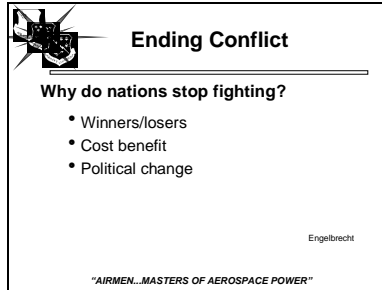 Ending Conflict
Why do nations stop fighting?
• Winners/losers
• Cost benefit
• Political change
Engelbrecht
“AIRMEN...MASTERS OF AEROSPACE POWER”